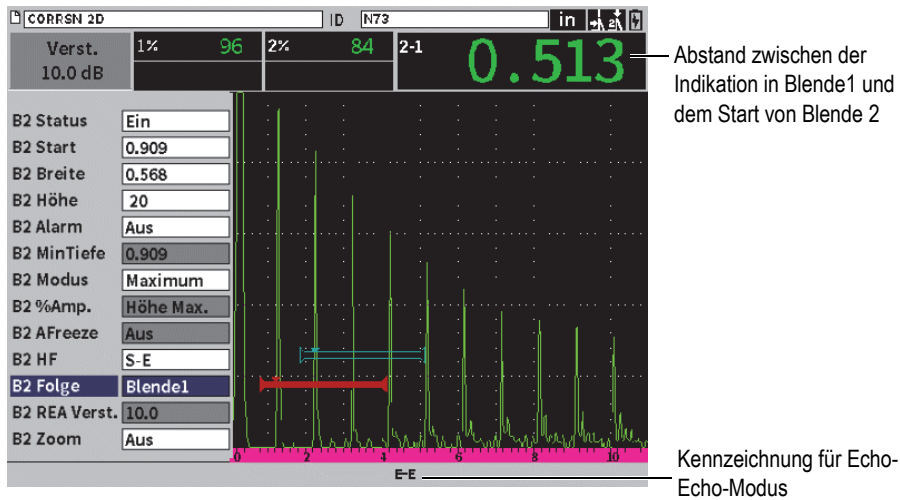 CORRSN 2D ID N73 in
Verst.
10.0 dB
1% 96
2% 84
2-1 0.513
B2 Status Ein
B2 Start 0.909
B2 Breite 0.568
B2 Höhe 20
B2 Alarm Aus
B2 MinTiefe 0.909
B2 Modus Maximum
B2 %Amp. Höhe Max.
B2 AFreeze Aus
B2 HF S-E
B2 Folge Blende1
B2 REA Verst. 10.0
B2 Zoom Aus
0 2 4 6 8 10
E-E
Abstand zwischen der
Indikation in Blende1 und
dem Start von Blende 2
Kennzeichnung für Echo-
Echo-Modus